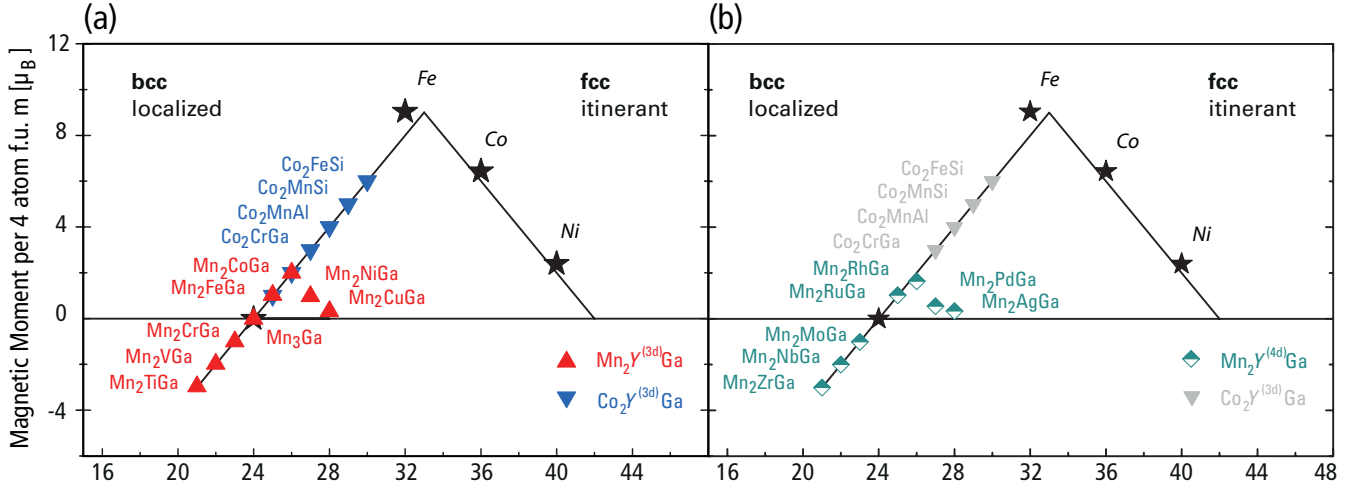 (a)
(b)
Magnetic Moment per 4 atom f.u. m [μB]
12
8
4
0
-4
bcc
localized
fcc
itinerant
Fe
Co
Ni
Co2FeSi
Co2MnSi
Co2MnAl
Co2CrGa
Mn2CoGa
Mn2FeGa
Mn2NiGa
Mn2CuGa
Mn2CrGa
Mn3Ga
Mn2VGa
Mn2TiGa
Mn2Y(3d)Ga
Co2Y(3d)Ga
16 20 24 28 32 36 40 44
bcc
localized
fcc
itinerant
Fe
Co
Ni
Co2FeSi
Co2MnSi
Co2MnAl
Co2CrGa
Mn2RhGa
Mn2RuGa
Mn2PdGa
Mn2AgGa
Mn2MoGa
Mn2NbGa
Mn2ZrGa
Mn2Y(4d)Ga
Co2Y(3d)Ga
16 20 24 28 32 36 40 44 48